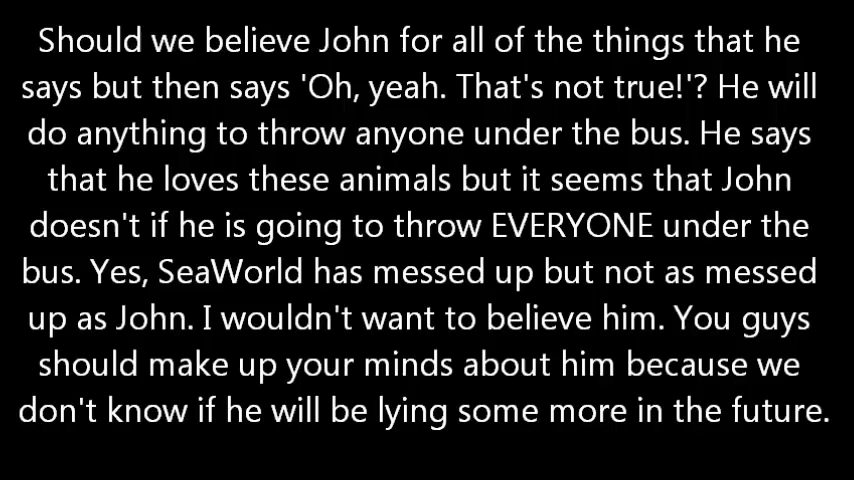 Should we believe John for all of the things that he
says but then says 'Oh, yeah. That's not true!'? He will
do anything to throw anyone under the bus. He says
that he loves these animals but it seems that John
doesn't if he is going to throw EVERYONE under the
bus. Yes, SeaWorld has messed up but not as messed
up as John. I wouldn't want to believe him. You guys
should make up your minds about him because we
don't know if he will be lying some more in the future.